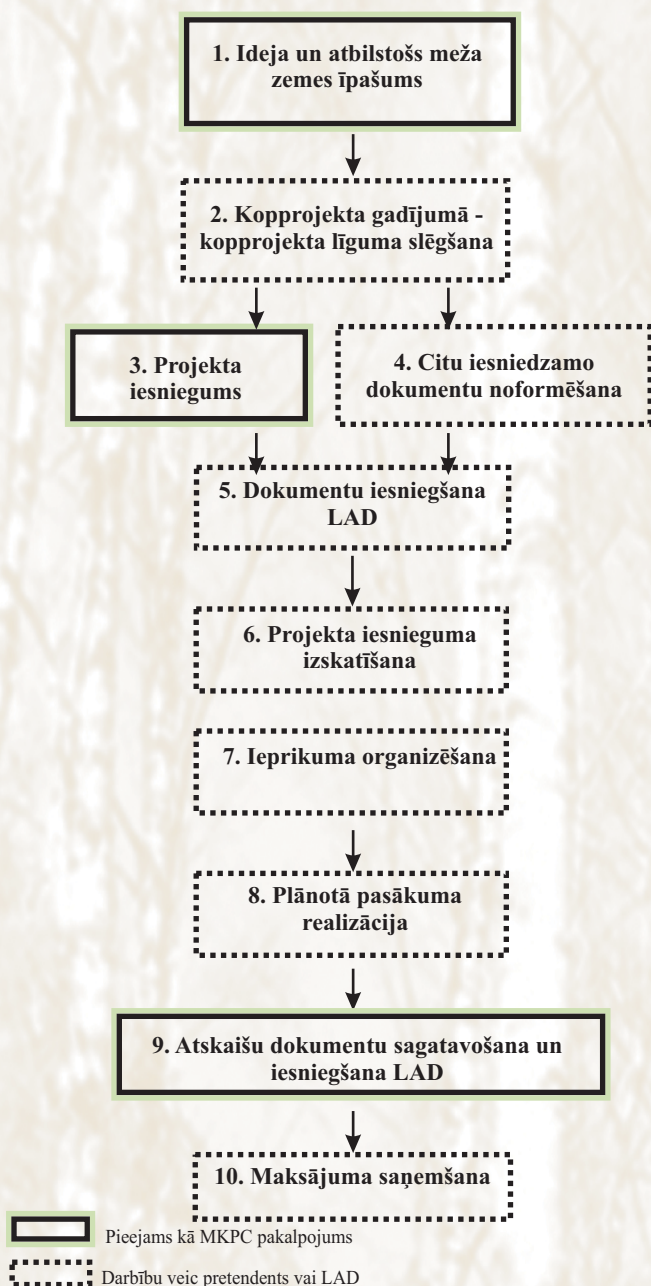 1. Ideja un atbilstošs meža
zemes īpašums
2. Kopprojekta gadījumā -
kopprojekta līguma slēgšana
3. Projekta
iesniegums
4. Citu iesniedzamo
dokumentu noformēšana
5. Dokumentu iesniegšana
LAD
6. Projekta iesnieguma
izskatīšana
7. Ieprikuma organizēšana
8. Plānotā pasākuma
realizācija
9. Atskaišu dokumentu sagatavošana un
iesniegšana LAD
10. Maksājuma saņemšana
Pieejams kā MKPC pakalpojums
Darbību veic pretendents vai LAD